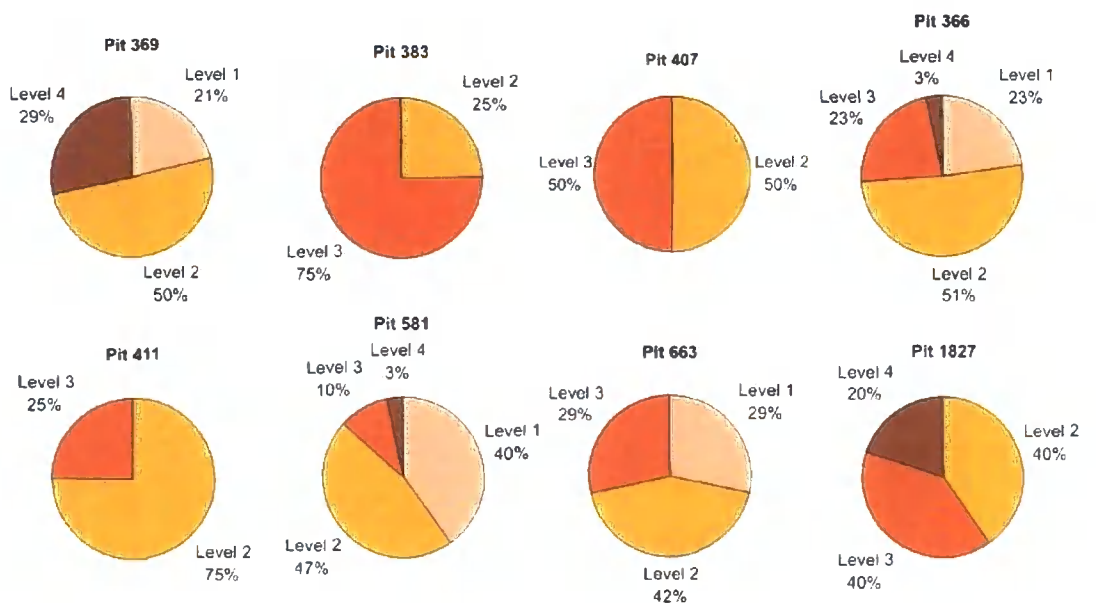 Pit 369
Level 4
29%
Level 1
21%
Level 2
50%
Pit 383
Level 2
25%
Level 3
75%
Pit 407
Level 3
50%
Level 2
50%
Pit 366
Level 4
3%
Level 1
23%
Level 3
23%
Level 2
51%
Pit 411
Level 3
25%
Level 2
75%
Pit 581
Level 3
10%
Level 4
3%
Level 1
40%
Level 2
47%
Pit 663
Level 3
29%
Level 1
29%
Level 2
42%
Pit 1827
Level 4
20%
Level 2
40%
Level 3
40%